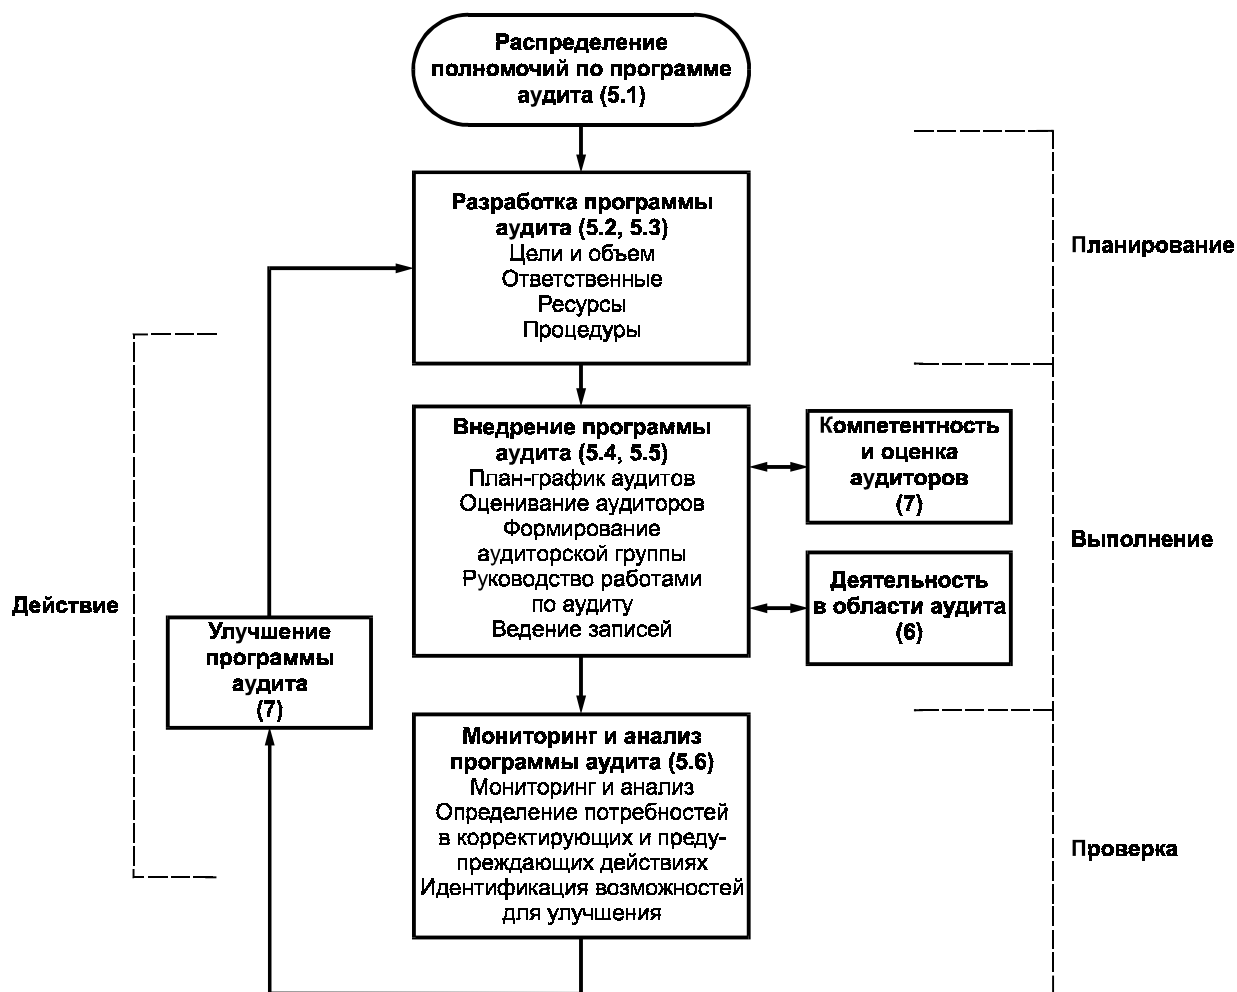 Распределение
полномочий по программе
аудита (5.1)
Разработка программы
аудита (5.2, 5.3)
Цели и объем
Ответственные
Ресурсы
Процедуры
Планирование
Внедрение программы
аудита (5.4, 5.5)
План-график аудитов
Оценивание аудиторов
Формирование
аудиторской группы
Руководство работами
по аудиту
Ведение записей
Компетентность
и оценка
аудиторов
(7)
Деятельность
в области аудита
(6)
Выполнение
Действие
Улучшение
программы
аудита
(7)
Мониторинг и анализ
программы аудита (5.6)
Мониторинг и анализ
Определение потребностей
в корректирующих и преду-
преждающих действиях
Идентификация возможностей
для улучшения
Проверка